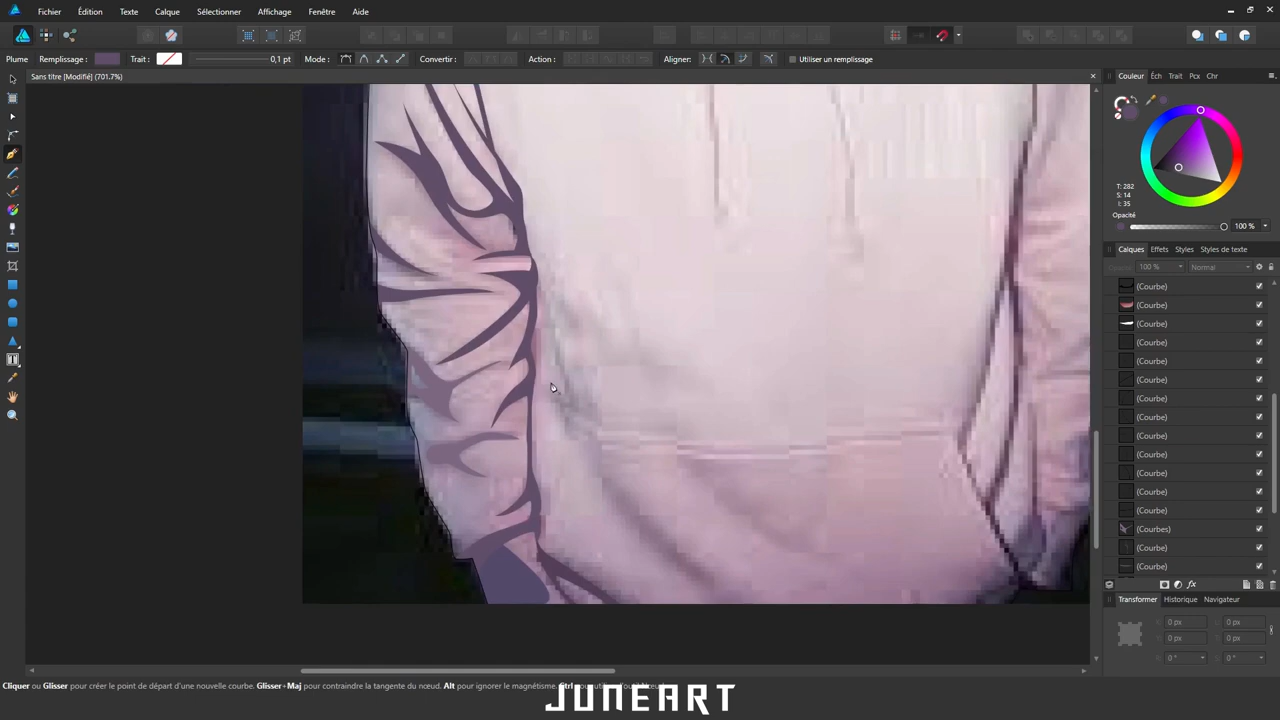 Fichier Édition Texte Calque Sélectionner Affichage Fenêtre Aide
Plume Remplissage : Trait : 0,1 pt Mode : Convertir : Action : Aligner: Utiliser un remplissage
Sans titre [Modifié] (701.7%)
Couleur Éch Trait Pcx Chr
T: 282
S: 14
I: 35
Opacité
100 %
Calques Effets Styles Styles de texte
Opacité 100 % Normal
(Courbe)
(Courbe)
(Courbe)
(Courbe)
(Courbe)
(Courbe)
(Courbe)
(Courbe)
(Courbe)
(Courbe)
(Courbe)
(Courbe)
(Courbe)
(Courbes)
(Courbe)
(Courbe)
Transformer Historique Navigateur
X: 0 px 0 px
Y: 0 px 0 px
0 ° 0 °
Cliquer ou Glisser pour créer le point de départ d'une nouvelle courbe. Glisser+Maj pour contraindre la tangente du nœud. Alt pour ignorer le magnétisme.
JUNEART